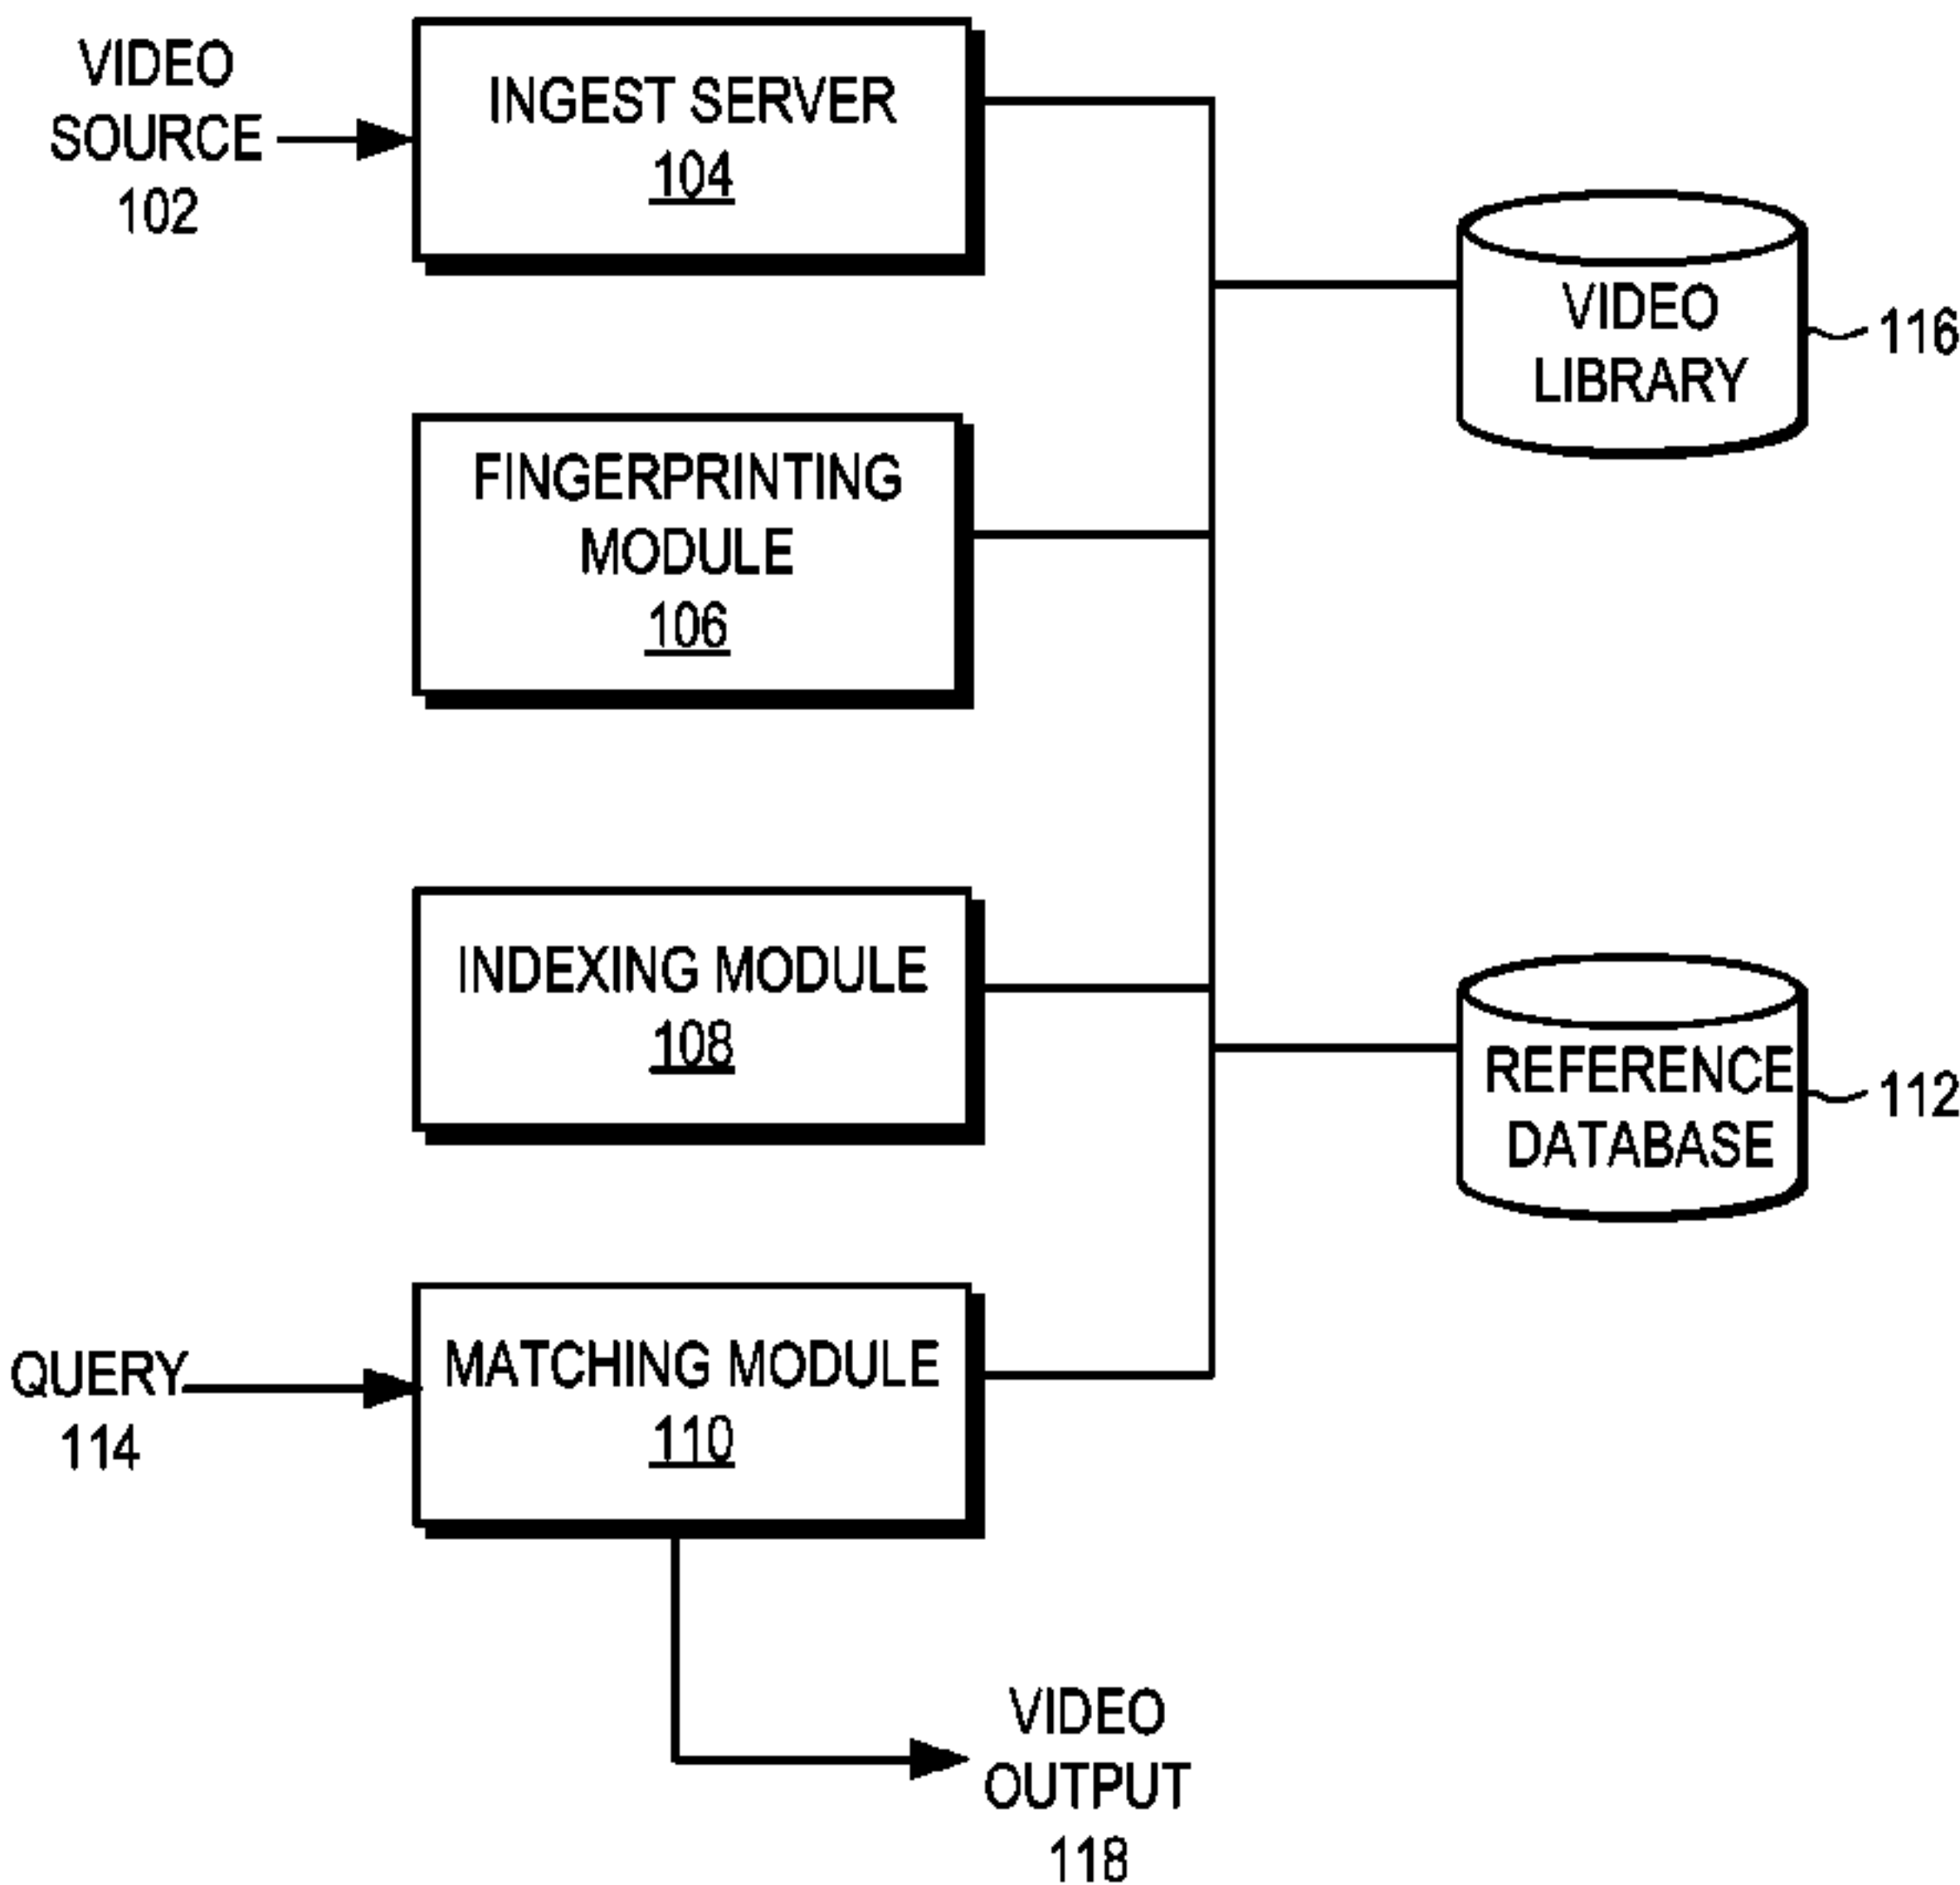 VIDEO
SOURCE
102
INGEST SERVER
104
VIDEO
LIBRARY
116
FINGERPRINTING
MODULE
106
INDEXING MODULE
108
REFERENCE
DATABASE
112
QUERY
114
MATCHING MODULE
110
VIDEO
OUTPUT
118